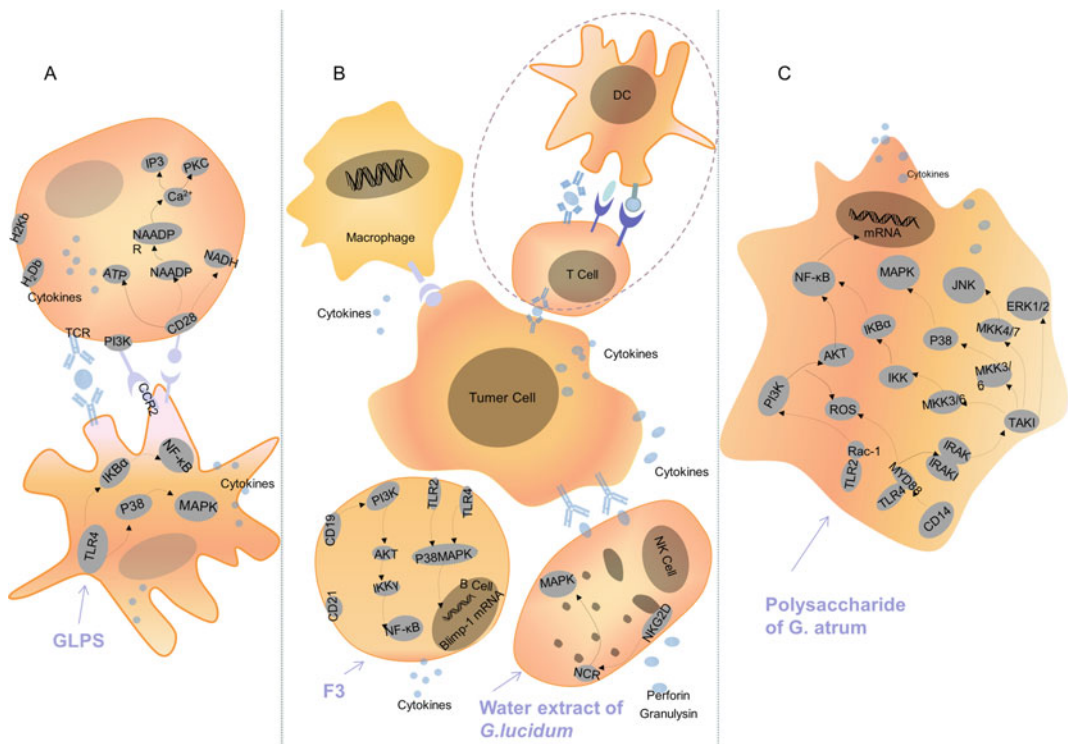 A
IP3
PKC
Ca²⁺
NAADP
R
H2Kb
H₂Db
NADH
ATP
NAADP
Cytokines
CD28
TCR
PI3K
CCR2
NF-κB
IKBα
Cytokines
P38
MAPK
TLR4
GLPS
B
DC
Macrophage
T Cell
Cytokines
Cytokines
Tumer Cell
Cytokines
CD19
PI3K
TLR2
TLR4
AKT
P38MAPK
IKKγ
B Cell
Blimp-1 mRNA
CD21
NF-κB
F3
Cytokines
NK Cell
MAPK
NKG2D
NCR
Perforin
Granulysin
Water extract of
G.lucidum
C
Cytokines
mRNA
NF-κB
MAPK
JNK
ERK1/2
IKBα
P38
MKK4/7
AKT
IKK
MKK3/
6
PI3K
ROS
MKK3/6
TAKI
Rac-1
TLR2
MYD88
IRAK
IRAKI
TLR4
CD14
Polysaccharide
of G. atrum